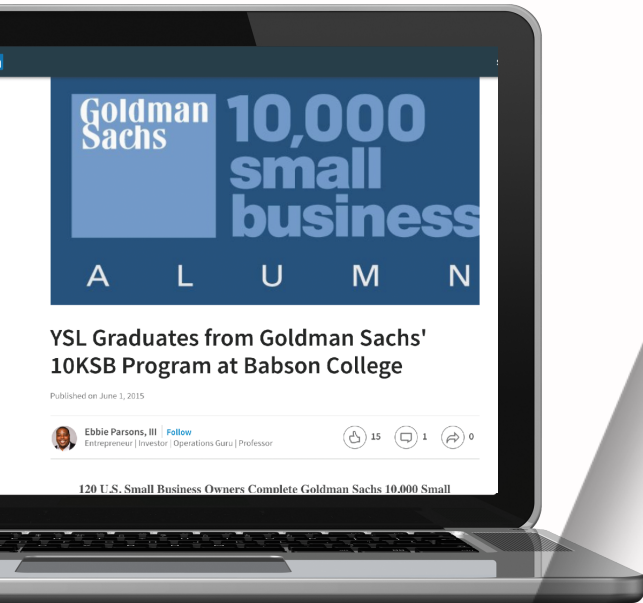 Goldman
Sachs
10,000
small
business
A L U M N
YSL Graduates from Goldman Sachs'
10KSB Program at Babson College
Published on June 1, 2015
Ebbie Parsons, III | Follow
Entrepreneur | Investor | Operations Guru | Professor
15
1
0
120 U.S. Small Business Owners Complete Goldman Sachs 10,000 Small